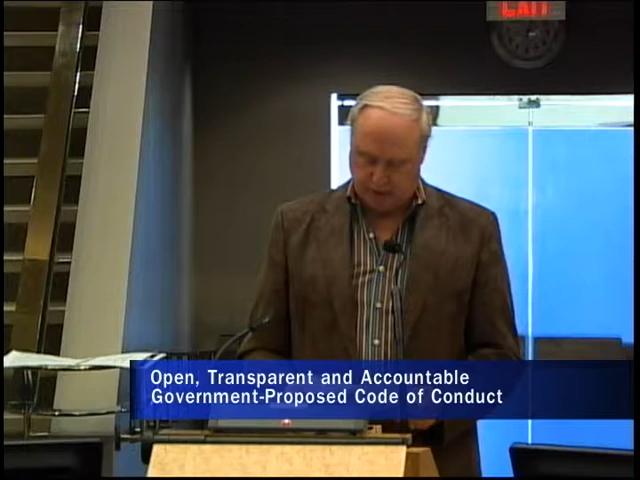 EXIT
Open, Transparent and Accountable
Government-Proposed Code of Conduct